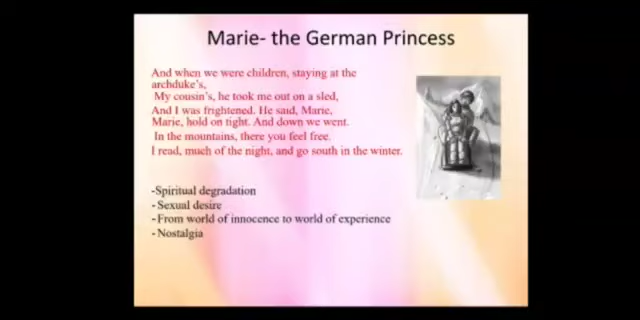 Marie- the German Princess
And when we were children, staying at the
archduke's,
My cousin's, he took me out on a sled,
And I was frightened. He said, Marie,
Marie, hold on tight. And down we went.
In the mountains, there you feel free.
I read, much of the night, and go south in the winter.
-Spiritual degradation
- Sexual desire
- From world of innocence to world of experience
- Nostalgia